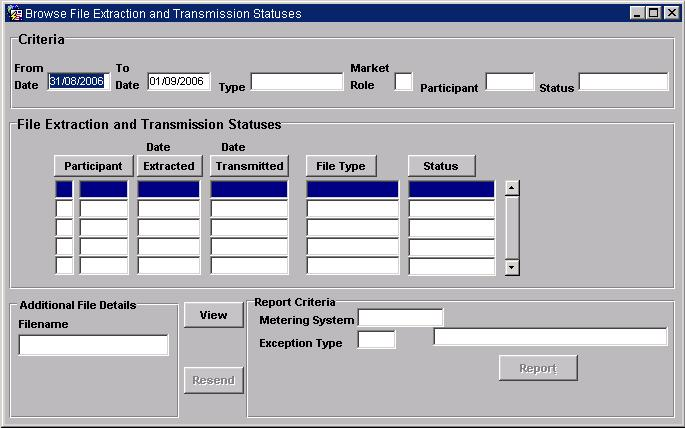 Browse File Extraction and Transmission Statuses
Criteria
From Date 31/08/2006 To Date 01/09/2006 Type Market Role Participant Status
File Extraction and Transmission Statuses
Date Date
Participant Extracted Transmitted File Type Status
Additional File Details
Filename
View
Resend
Report Criteria
Metering System
Exception Type
Report